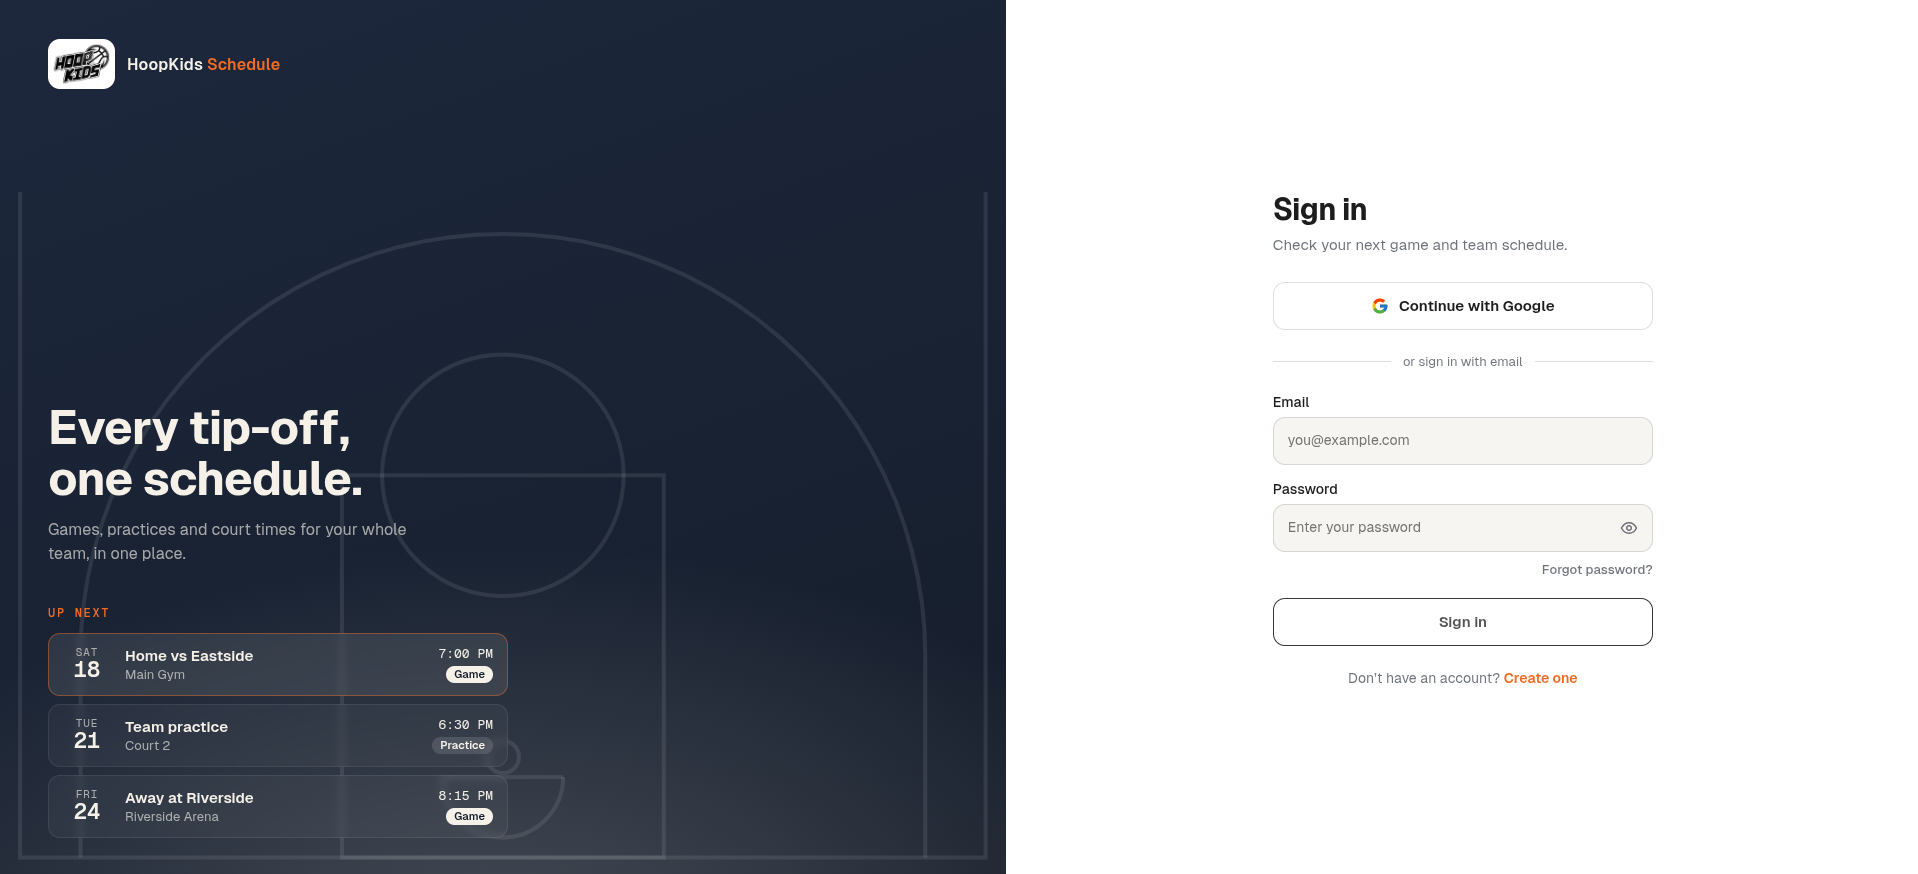 HOOP
KIDS
HoopKids Schedule
Every tip-off,
one schedule.
Games, practices and court times for your whole
team, in one place.
UP NEXT
SAT
18
Home vs Eastside
Main Gym
7:00 PM
Game
TUE
21
Team practice
Court 2
6:30 PM
Practice
FRI
24
Away at Riverside
Riverside Arena
8:15 PM
Game
Sign in
Check your next game and team schedule.
Continue with Google
or sign in with email
Email
you@example.com
Password
Enter your password
Forgot password?
Sign in
Don't have an account? Create one